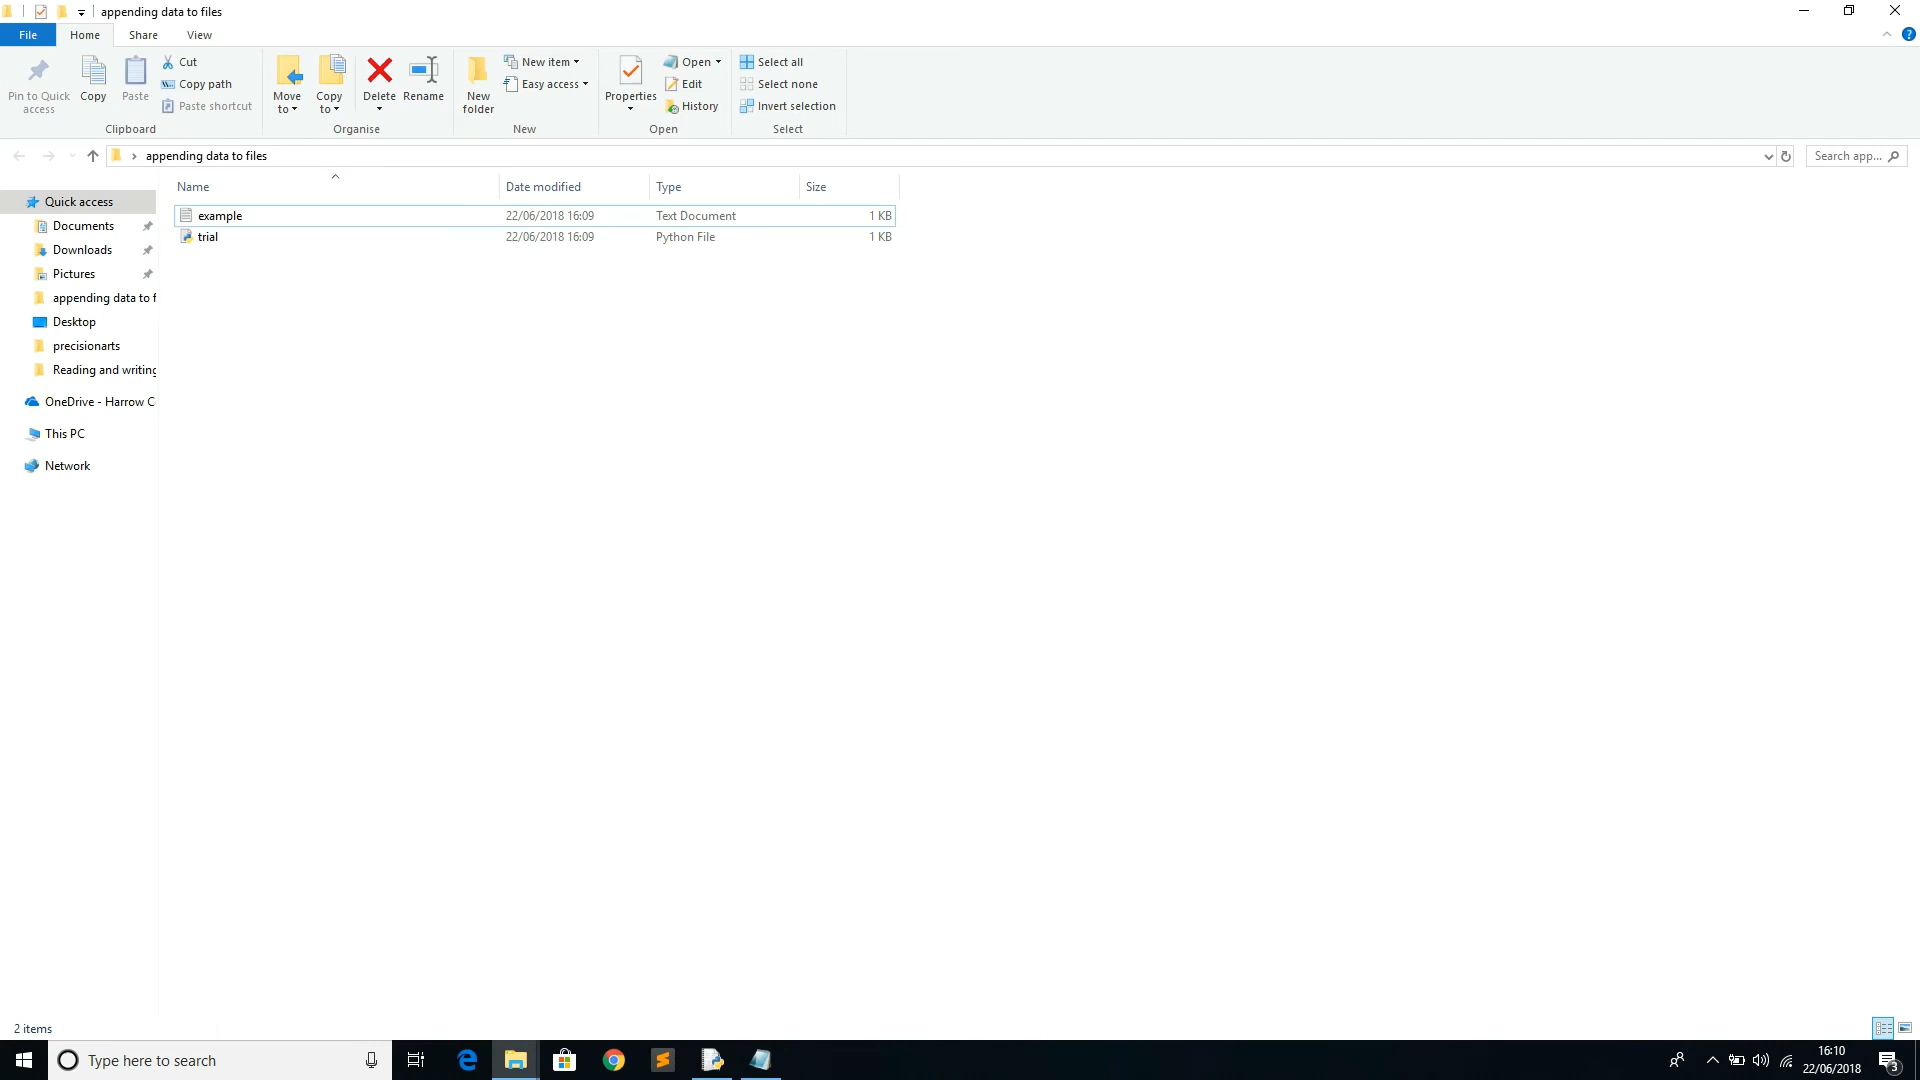 appending data to files
File Home Share View
Pin to Quick access
Copy
Paste
Cut
Copy path
Paste shortcut
Clipboard
Move to
Copy to
Delete
Rename
Organise
New folder
New item
Easy access
New
Properties
Open
Edit
History
Open
Select all
Select none
Invert selection
Select
appending data to files
Search app...
Name Date modified Type Size
example 22/06/2018 16:09 Text Document 1 KB
trial 22/06/2018 16:09 Python File 1 KB
Quick access
Documents
Downloads
Pictures
appending data to f
Desktop
precisionarts
Reading and writing
OneDrive - Harrow C
This PC
Network
2 items
Type here to search
16:10
22/06/2018
3